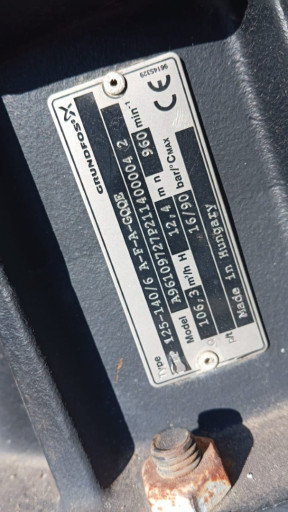 GRUNDFOS
96145329
Type 125-140/6 A-F-A-GQQE
Model A96109727P211400004 2
106,3 m³/h H 12,4 m n 960 min⁻¹
16/90 bar/°C MAX
Made in Hungary
CE